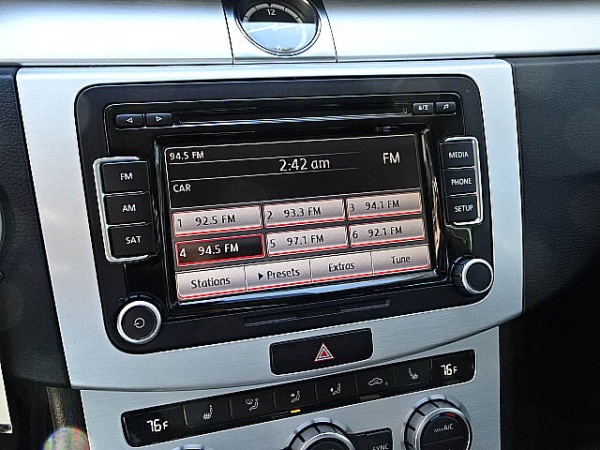 12
A/E
94.5 FM
2:42 am
FM
CAR
FM
AM
SAT
MEDIA
PHONE
SETUP
1 92.5 FM 2 93.3 FM 3 94.1 FM
4 94.5 FM 5 97.1 FM 6 92.1 FM
Stations Presets Extras Tune
76F
76F
SYNC
MAX A/C